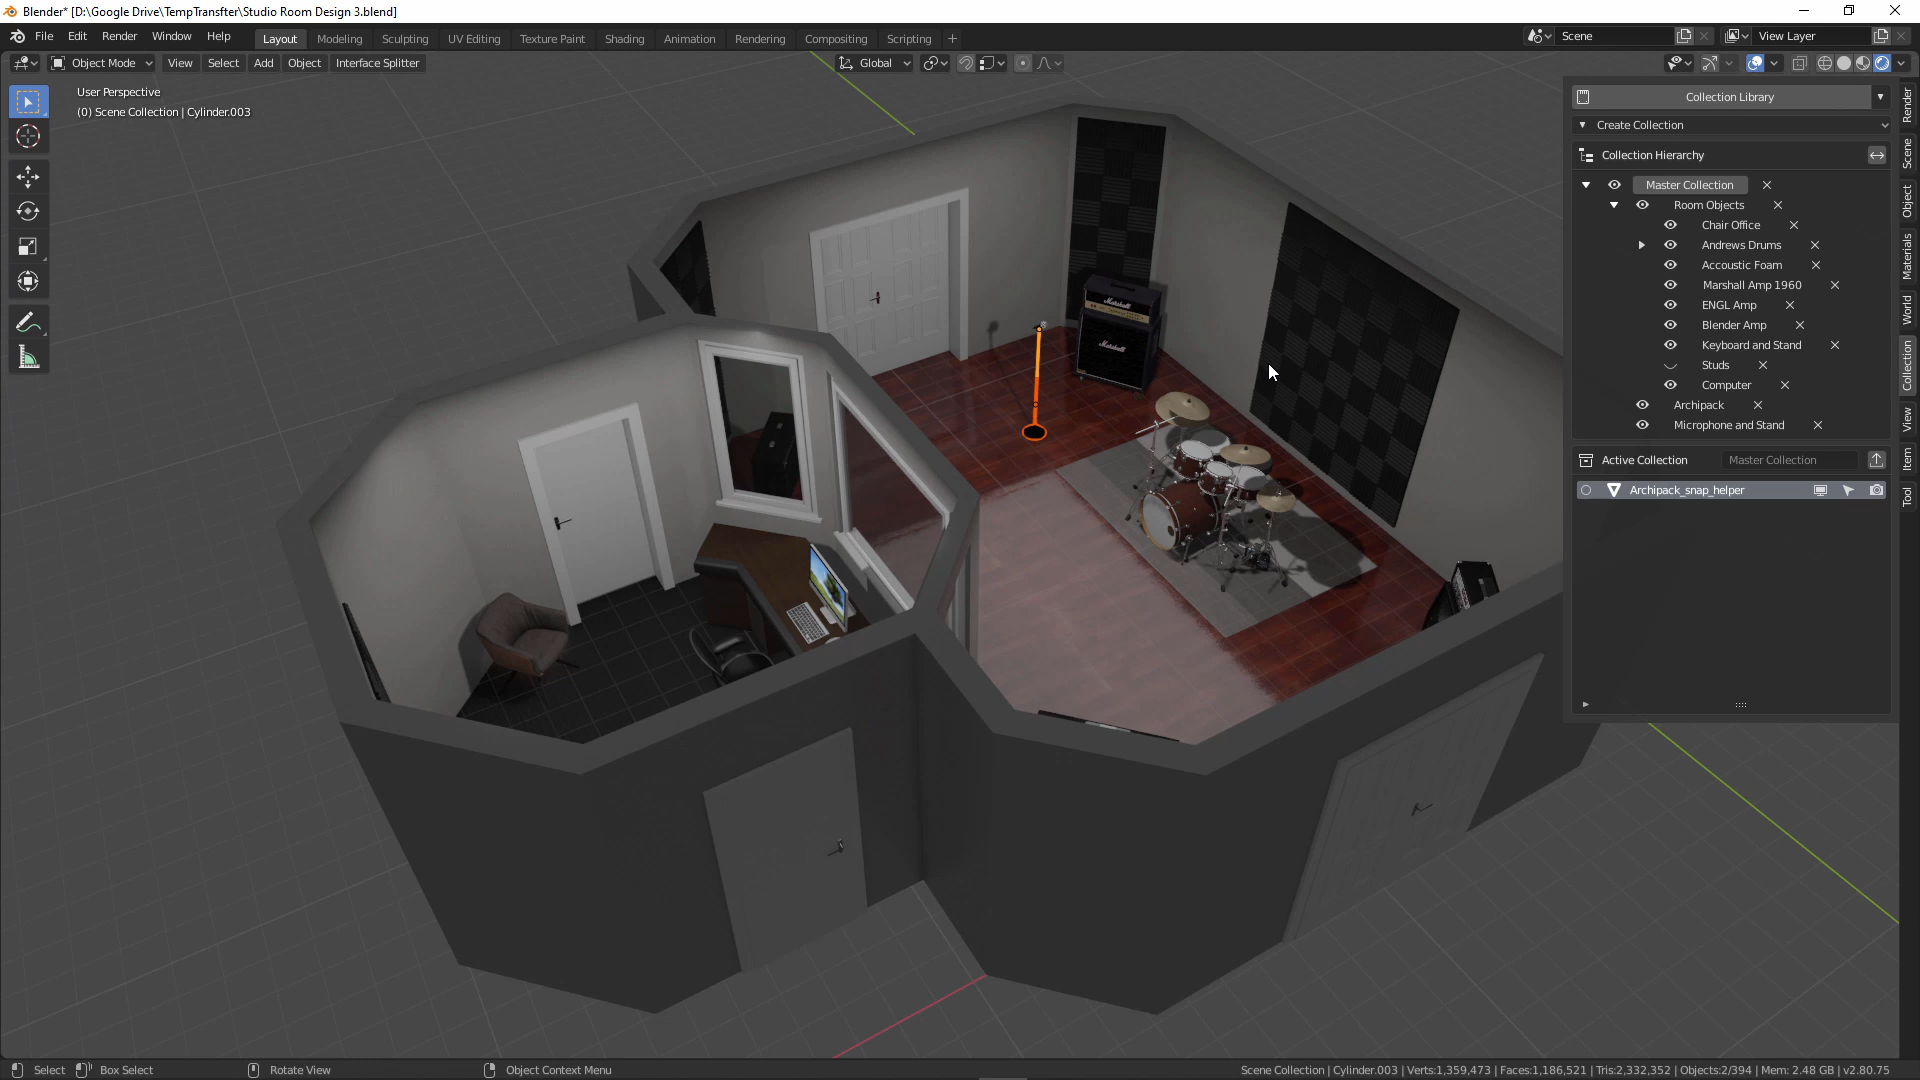 Blender* [D:\Google Drive\TempTransfter\Studio Room Design 3.blend]
File Edit Render Window Help Layout Modeling Sculpting UV Editing Texture Paint Shading Animation Rendering Compositing Scripting + Scene View Layer
Object Mode View Select Add Object Interface Splitter Global
User Perspective
(0) Scene Collection | Cylinder.003
Collection Library
Create Collection
Collection Hierarchy
Master Collection
Room Objects
Chair Office
Andrews Drums
Accoustic Foam
Marshall Amp 1960
ENGL Amp
Blender Amp
Keyboard and Stand
Studs
Computer
Archipack
Microphone and Stand
Active Collection Master Collection
Archipack_snap_helper
Render
Scene
Object
Materials
World
Collection
View
Item
Tool
Marshall
Marshall
Select Box Select Rotate View Object Context Menu
Scene Collection | Cylinder.003 | Verts:1,359,473 | Faces:1,186,521 | Tris:2,332,352 | Objects:2/394 | Mem: 2.48 GB | v2.80.75